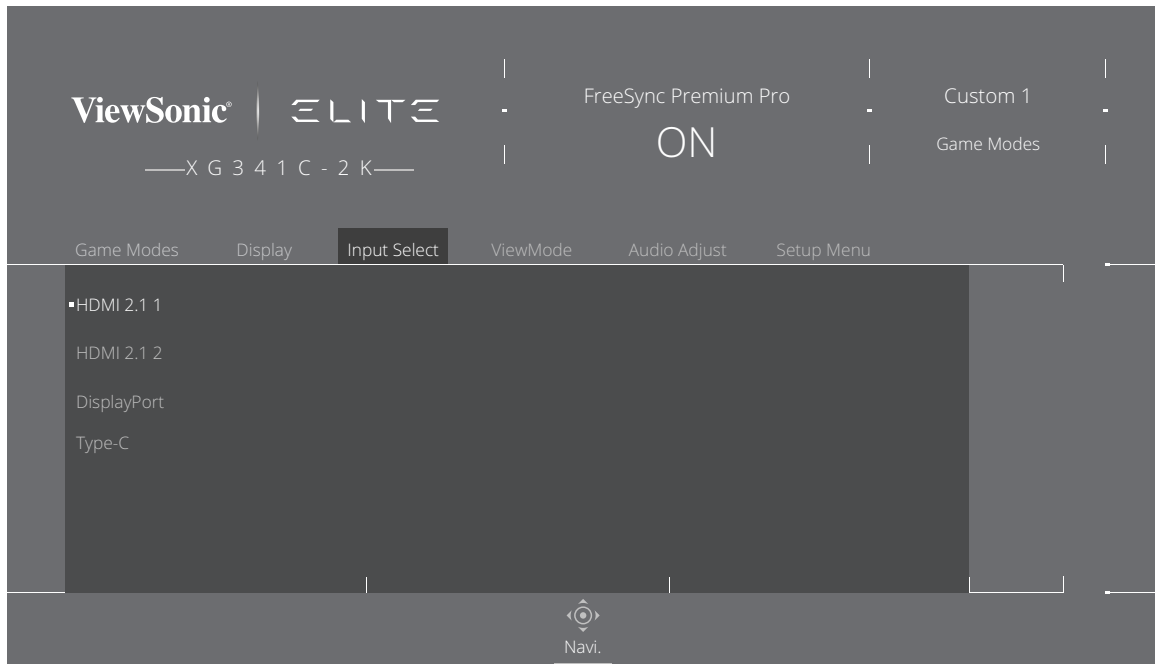 ViewSonic® ELITE
XG341C-2K
FreeSync Premium Pro
ON
Custom 1
Game Modes
Game Modes Display Input Select ViewMode Audio Adjust Setup Menu
HDMI 2.1 1
HDMI 2.1 2
DisplayPort
Type-C
Navi.